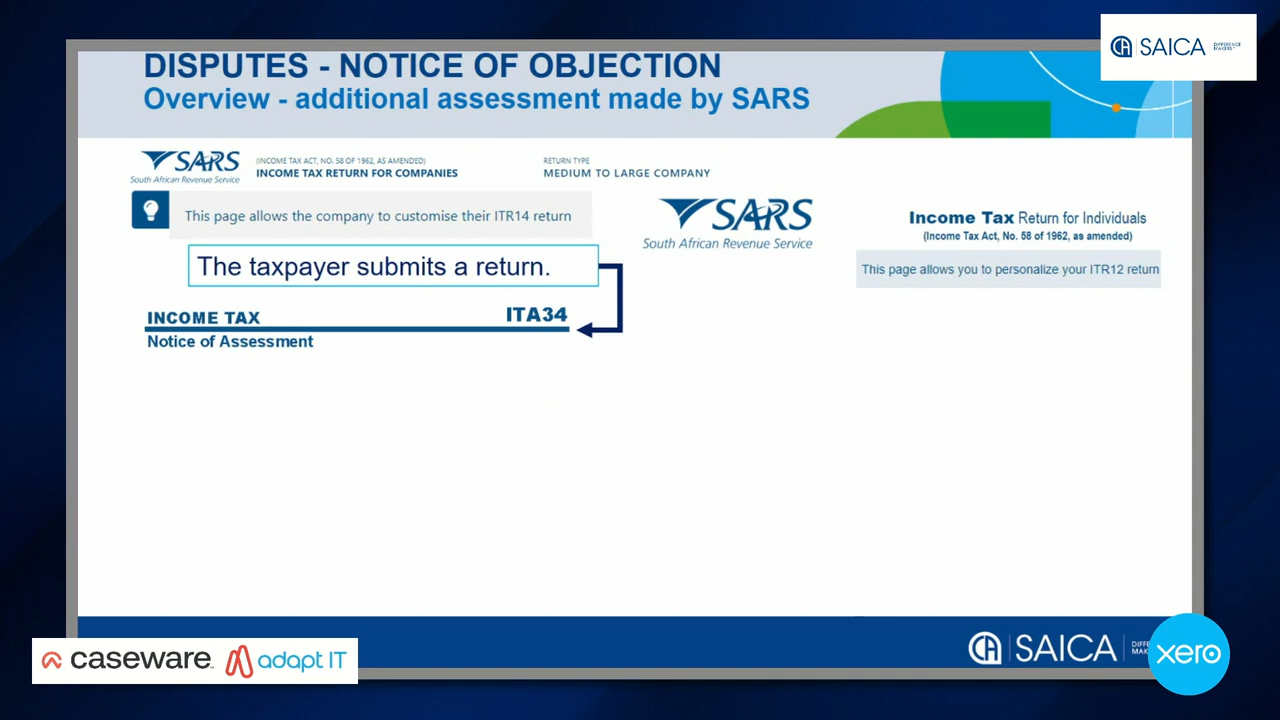 SAICA
DIFFERENCE
MAKERS
DISPUTES - NOTICE OF OBJECTION
Overview - additional assessment made by SARS
SARS
South African Revenue Service
(INCOME TAX ACT, NO. 58 OF 1962, AS AMENDED)
INCOME TAX RETURN FOR COMPANIES
RETURN TYPE
MEDIUM TO LARGE COMPANY
This page allows the company to customise their ITR14 return
SARS
South African Revenue Service
Income Tax Return for Individuals
(Income Tax Act, No. 58 of 1962, as amended)
This page allows you to personalize your ITR12 return
The taxpayer submits a return.
INCOME TAX ITA34
Notice of Assessment
caseware
adapt IT
SAICA
xero